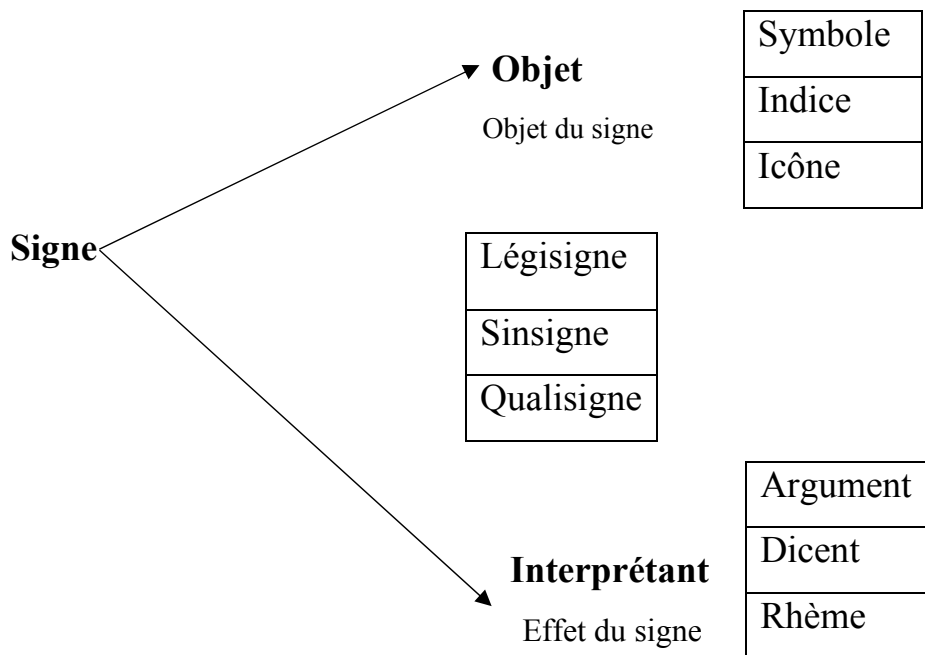 Objet
Objet du signe
Symbole
Indice
Icône
Signe
Légisigne
Sinsigne
Qualisigne
Interprétant
Effet du signe
Argument
Dicent
Rhème